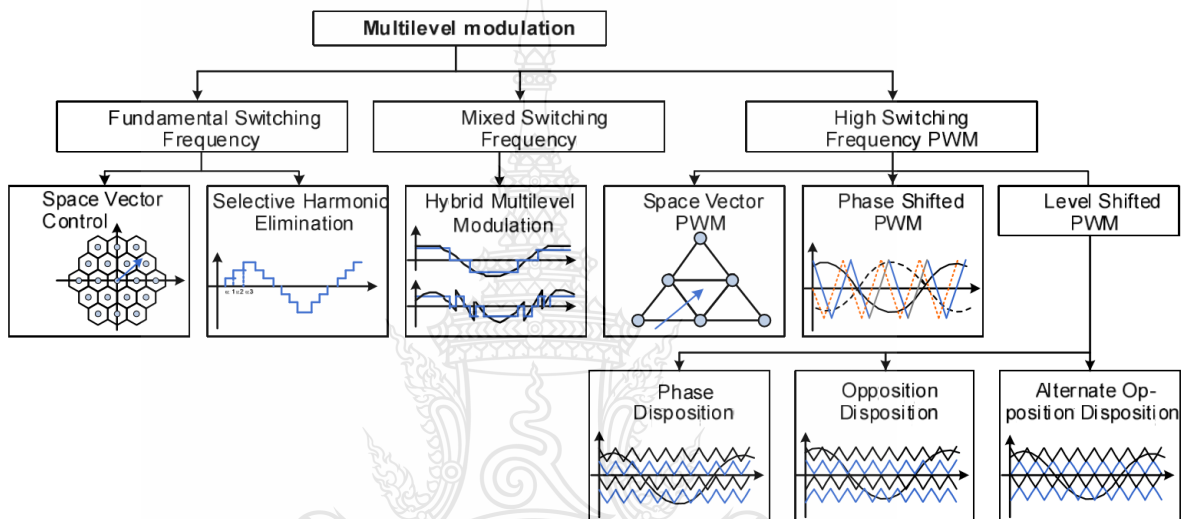 Multilevel modulation
Fundamental Switching
Frequency
Mixed Switching
Frequency
High Switching
Frequency PWM
Space Vector
Control
Selective Harmonic
Elimination
Hybrid Multilevel
Modulation
Space Vector
PWM
Phase Shifted
PWM
Level Shifted
PWM
Phase
Disposition
Opposition
Disposition
Alternate Op-
position Disposition